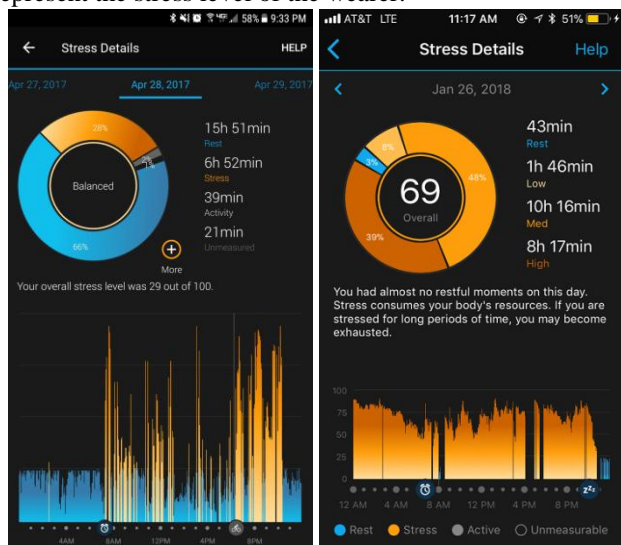 represent the stress level of the wearer.
58% 9:33 PM
Stress Details
HELP
Apr 27, 2017
Apr 28, 2017
Apr 29, 2017
28%
2%
1%
66%
Balanced
15h 51min
Rest
6h 52min
Stress
39min
Activity
21min
Unmeasured
More
Your overall stress level was 29 out of 100.
4AM 8AM 12PM 4PM 8PM
AT&T LTE 11:17 AM 51%
Stress Details
Help
Jan 26, 2018
8%
3%
48%
39%
69
Overall
43min
Rest
1h 46min
Low
10h 16min
Med
8h 17min
High
You had almost no restful moments on this day.
Stress consumes your body's resources. If you are
stressed for long periods of time, you may become
exhausted.
100
75
50
25
0
zzz
12 AM 4 AM 8 AM 12 PM 4 PM 8 PM
Rest Stress Active Unmeasurable